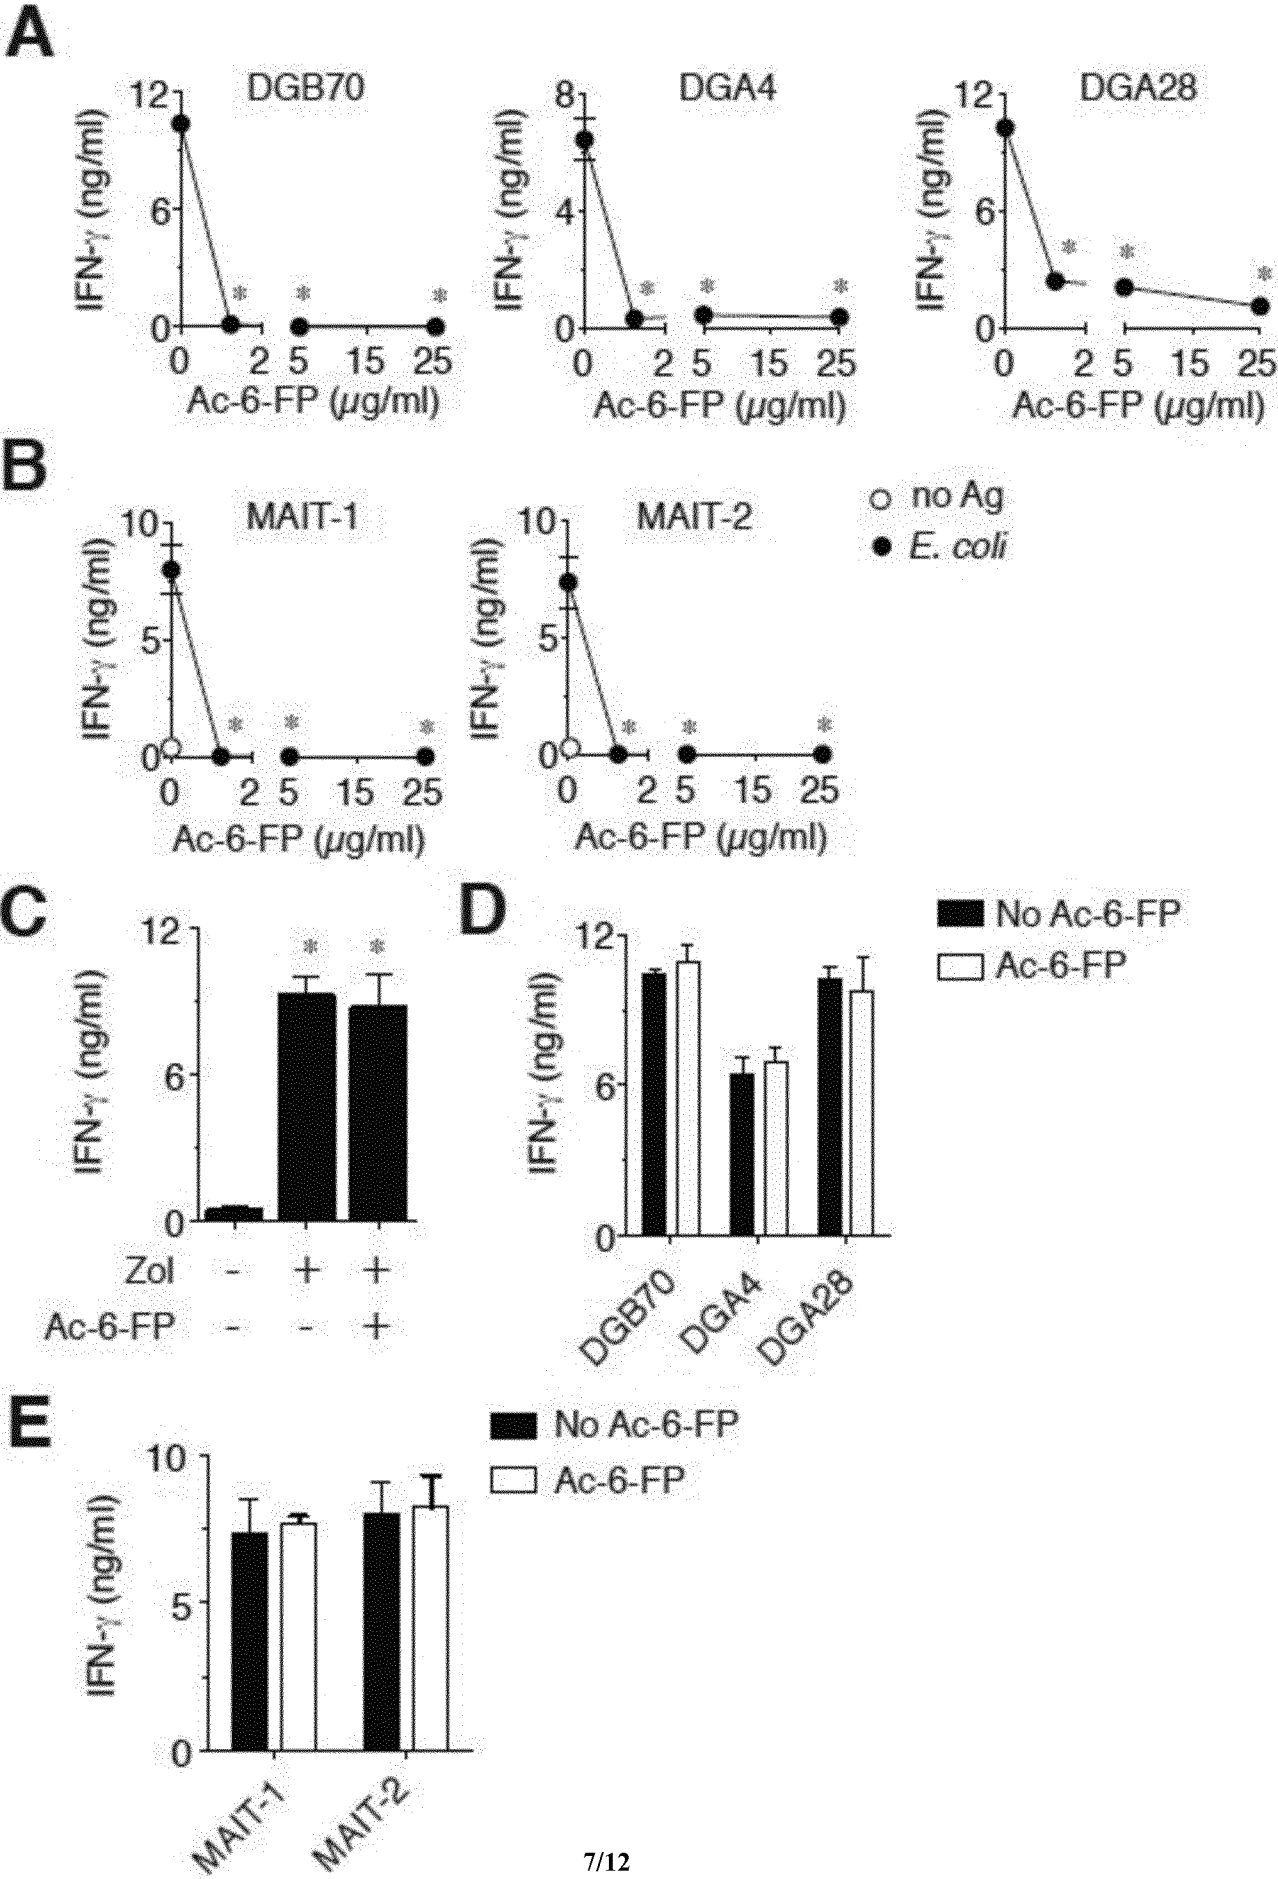 A
DGB70
DGA4
DGA28
12
6
0
IFN-γ (ng/ml)
0 2 5 15 25
Ac-6-FP (µg/ml)
*
*
*
8
4
0
IFN-γ (ng/ml)
0 2 5 15 25
Ac-6-FP (µg/ml)
*
*
*
12
6
0
IFN-γ (ng/ml)
0 2 5 15 25
Ac-6-FP (µg/ml)
*
*
*
B
MAIT-1
MAIT-2
no Ag
E. coli
10
5
0
IFN-γ (ng/ml)
0 2 5 15 25
Ac-6-FP (µg/ml)
*
*
*
10
5
0
IFN-γ (ng/ml)
0 2 5 15 25
Ac-6-FP (µg/ml)
*
*
*
C
12
6
0
IFN-γ (ng/ml)
*
*
Zol - + +
Ac-6-FP - - +
D
No Ac-6-FP
Ac-6-FP
12
6
0
IFN-γ (ng/ml)
DGB70
DGA4
DGA28
E
No Ac-6-FP
Ac-6-FP
10
5
0
IFN-γ (ng/ml)
MAIT-1
MAIT-2
7/12